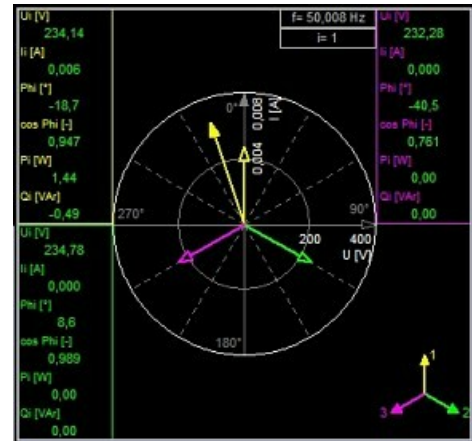 Ui [V]
234,14
Ii [A]
0,006
Phi [°]
-18,7
cos Phi [-]
0,947
Pi [W]
1,44
Qi [VAr]
-0,49
f= 50,008 Hz
i= 1
Ui [V]
232,28
Ii [A]
0,000
Phi [°]
-40,5
cos Phi [-]
0,761
Pi [W]
0,00
Qi [VAr]
0,00
0°
0,008
I [A]
0,004
270°
90°
200
400
U [V]
180°
Ui [V]
234,78
Ii [A]
0,000
Phi [°]
8,6
cos Phi [-]
0,989
Pi [W]
0,00
Qi [VAr]
0,00
1
3
2